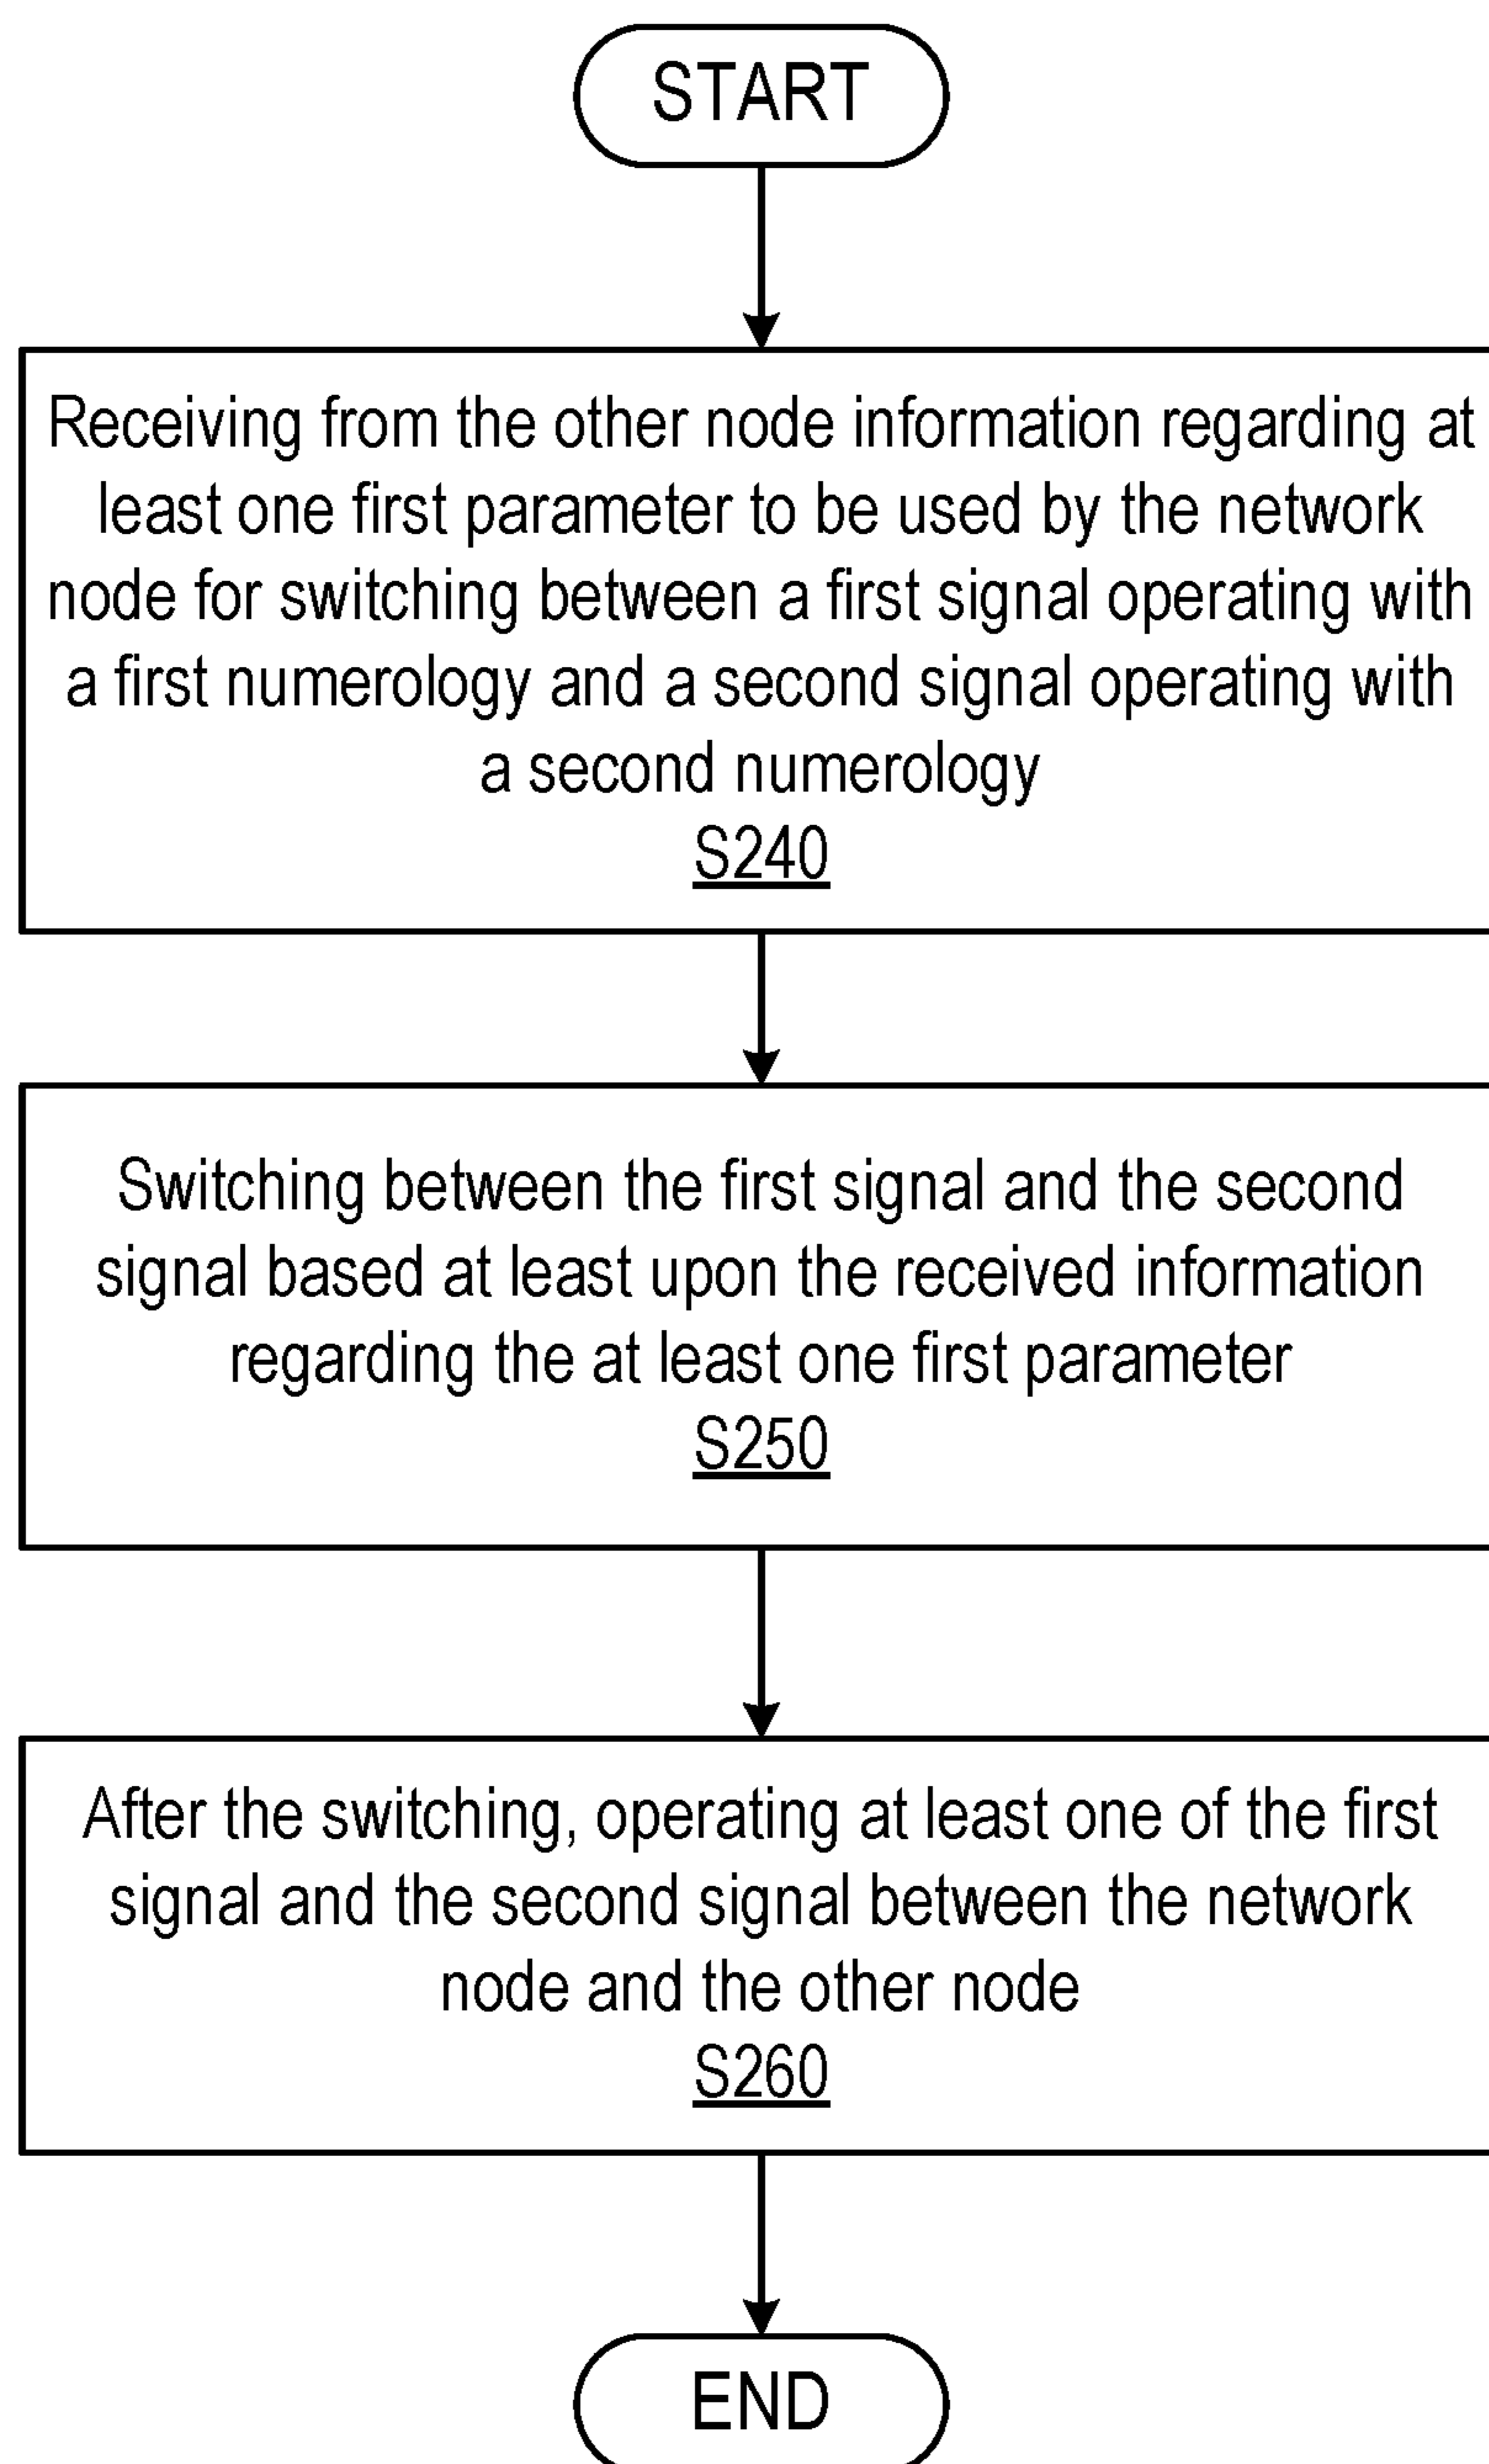 START
Receiving from the other node information regarding at
least one first parameter to be used by the network
node for switching between a first signal operating with
a first numerology and a second signal operating with
a second numerology
S240
Switching between the first signal and the second
signal based at least upon the received information
regarding the at least one first parameter
S250
After the switching, operating at least one of the first
signal and the second signal between the network
node and the other node
S260
END